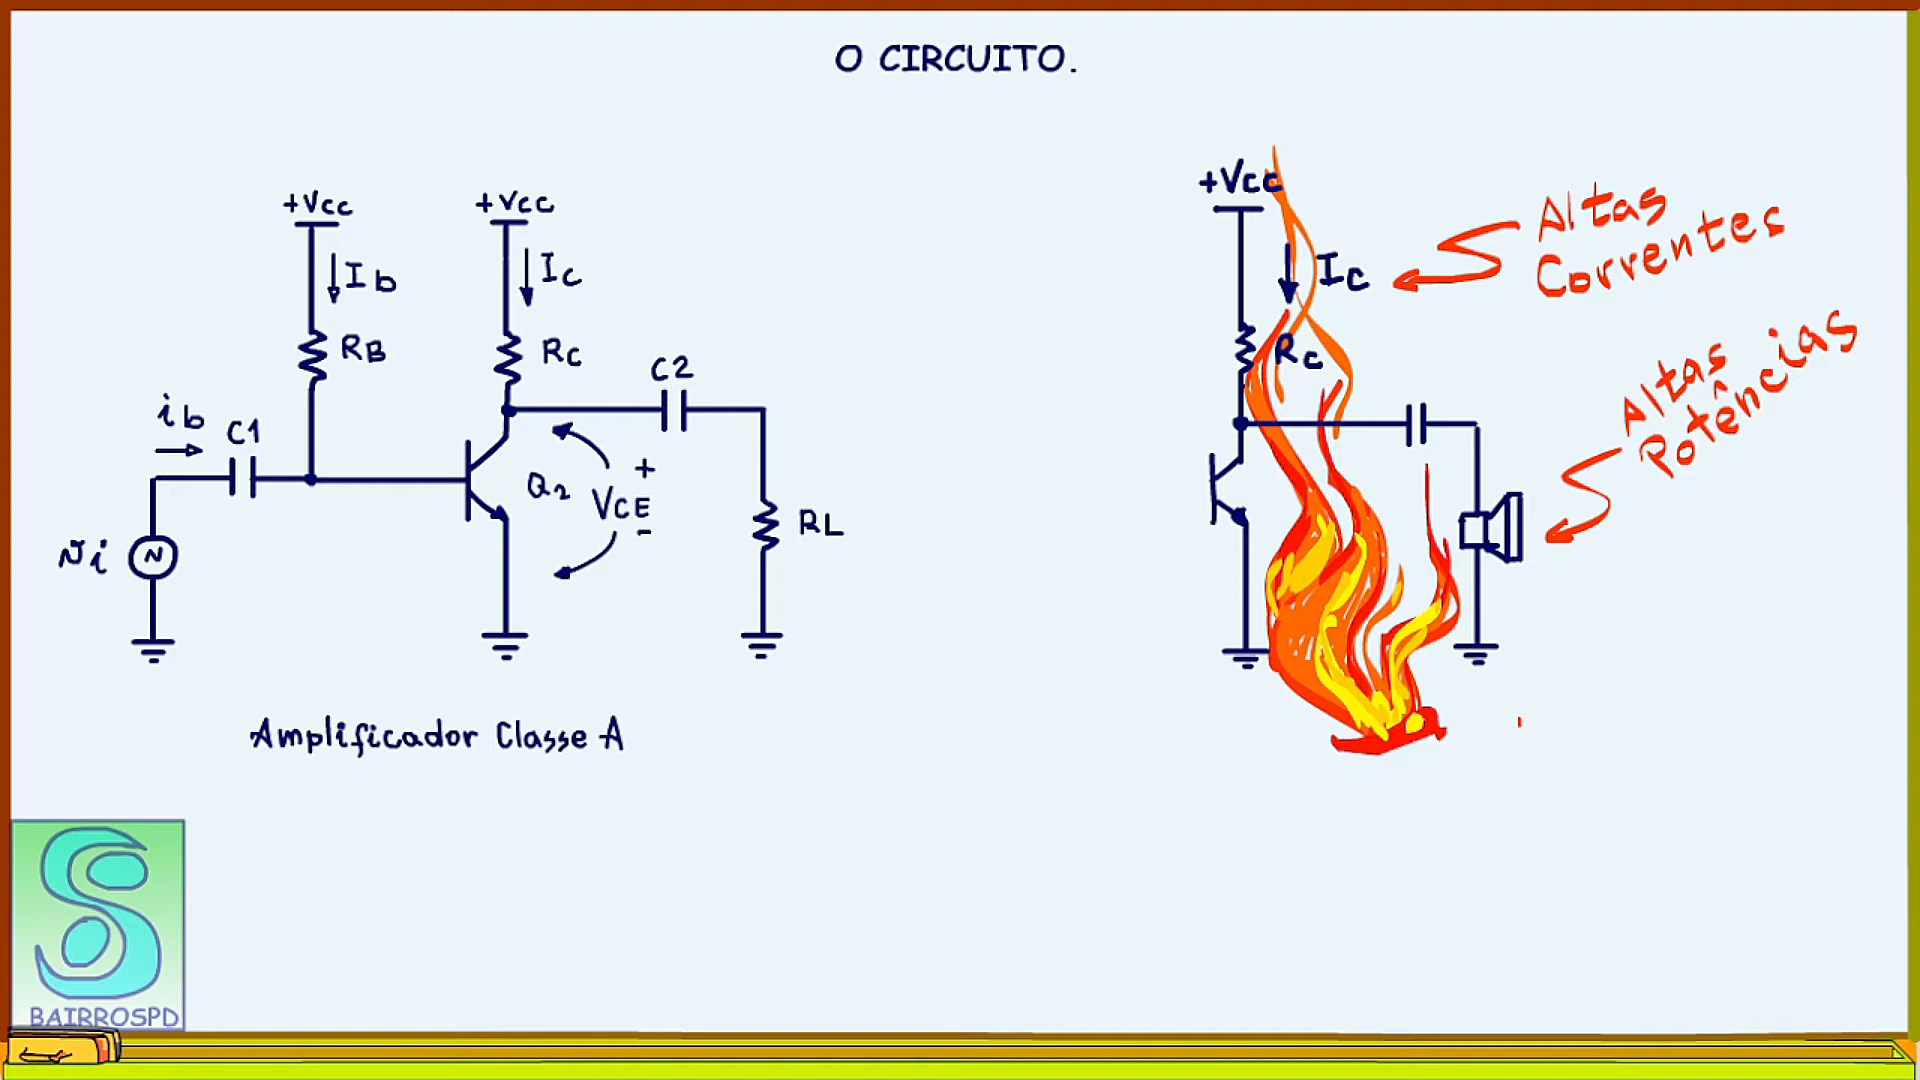 O CIRCUITO.
+Vcc
+Vcc
Ib
Ic
RB
Rc
C2
ib
C1
+
Q2
VCE
-
RL
vi
N
Amplificador Classe A
+Vcc
Ic
Rc
Altas
Correntes
Altas
Potências
BAIRROSPD